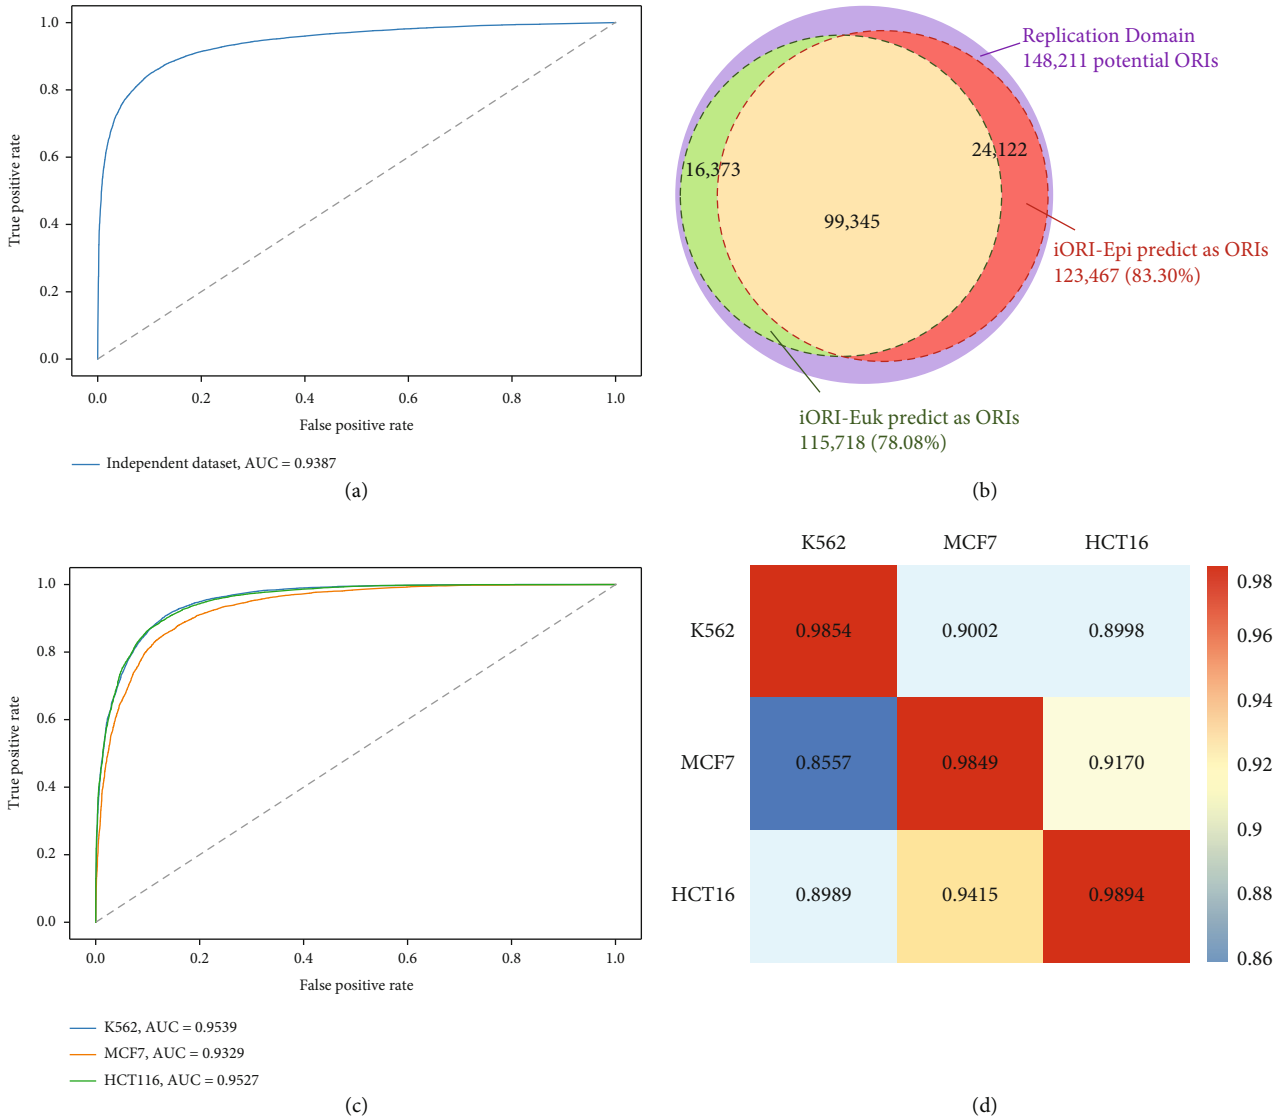 1.0
0.8
0.6
0.4
0.2
0.0
True positive rate
0.0 0.2 0.4 0.6 0.8 1.0
False positive rate
Independent dataset, AUC = 0.9387
(a)
Replication Domain
148,211 potential ORIs
16,373
24,122
99,345
iORI-Epi predict as ORIs
123,467 (83.30%)
iORI-Euk predict as ORIs
115,718 (78.08%)
(b)
1.0
0.8
0.6
0.4
0.2
0.0
True positive rate
0.0 0.2 0.4 0.6 0.8 1.0
False positive rate
K562, AUC = 0.9539
MCF7, AUC = 0.9329
HCT116, AUC = 0.9527
(c)
K562 MCF7 HCT16
K562 0.9854 0.9002 0.8998
MCF7 0.8557 0.9849 0.9170
HCT16 0.8989 0.9415 0.9894
0.98
0.96
0.94
0.92
0.9
0.88
0.86
(d)